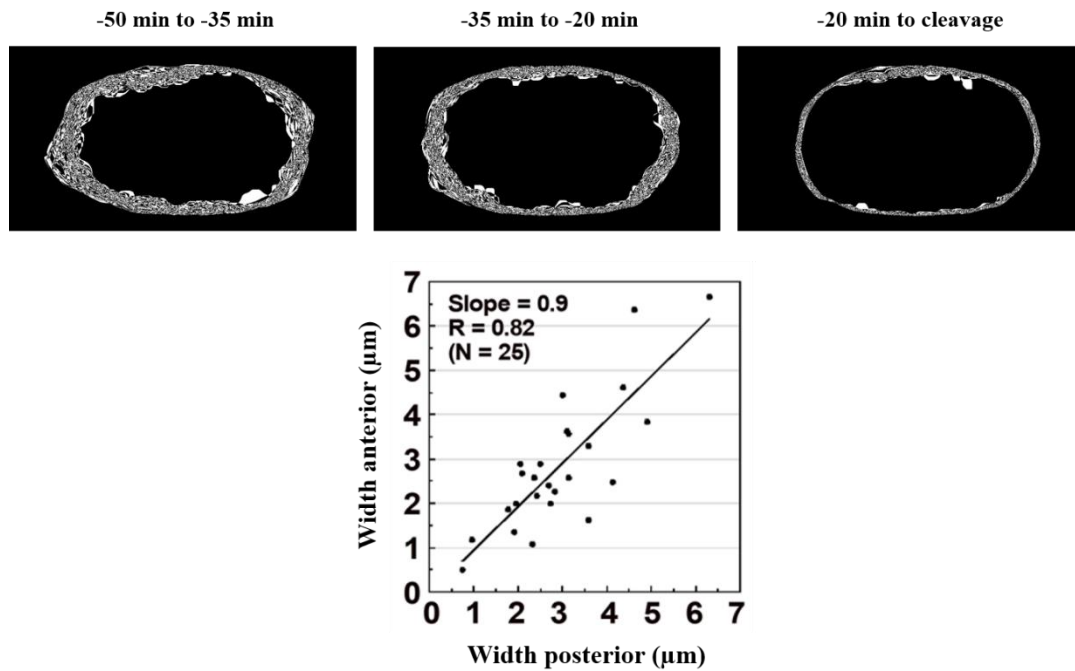 -50 min to -35 min
-35 min to -20 min
-20 min to cleavage
7
6
5
4
3
2
1
0
Slope = 0.9
R = 0.82
(N = 25)
Width anterior (µm)
0 1 2 3 4 5 6 7
Width posterior (µm)